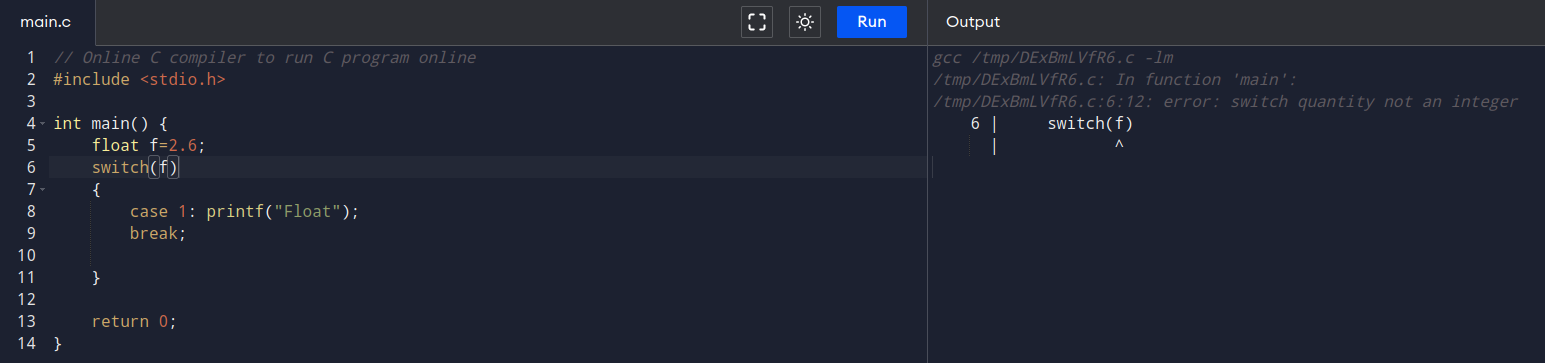 main.c
Run
Output
1 // Online C compiler to run C program online
2 #include <stdio.h>
3
4 int main() {
5     float f=2.6;
6     switch(f)
7     {
8         case 1: printf("Float");
9         break;
10
11     }
12
13     return 0;
14 }
gcc /tmp/DExBmLVfR6.c -lm
/tmp/DExBmLVfR6.c: In function 'main':
/tmp/DExBmLVfR6.c:6:12: error: switch quantity not an integer
    6 |     switch(f)
      |            ^